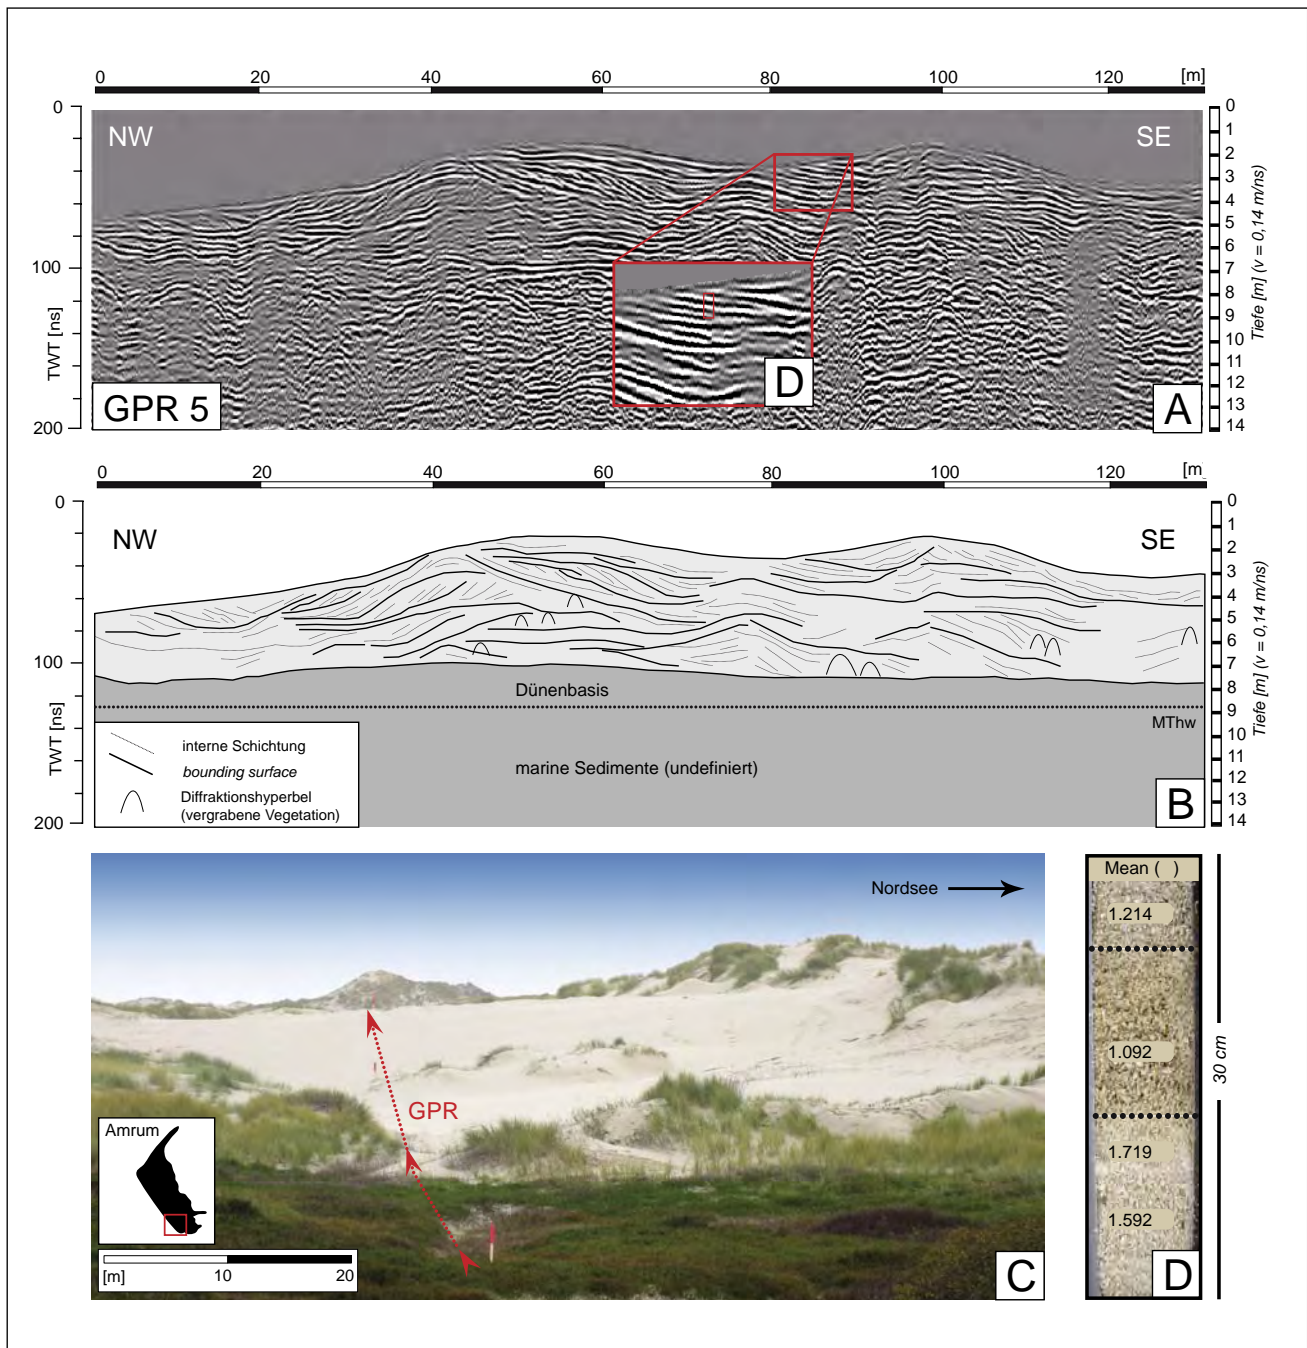 0 20 40 60 80 100 120 [m]
NW SE
0
100
200
TWT [ns]
0
1
2
3
4
5
6
7
8
9
10
11
12
13
14
Tiefe [m] (v = 0,14 m/ns)
D
GPR 5
A
0 20 40 60 80 100 120 [m]
NW SE
0
100
200
TWT [ns]
0
1
2
3
4
5
6
7
8
9
10
11
12
13
14
Tiefe [m] (v = 0,14 m/ns)
Dünenbasis
MThw
marine Sedimente (undefiniert)
interne Schichtung
bounding surface
Diffraktionshyperbel
(vergrabene Vegetation)
B
Nordsee
GPR
Amrum
[m] 10 20
C
Mean ( )
1.214
1.092
1.719
1.592
D
30 cm